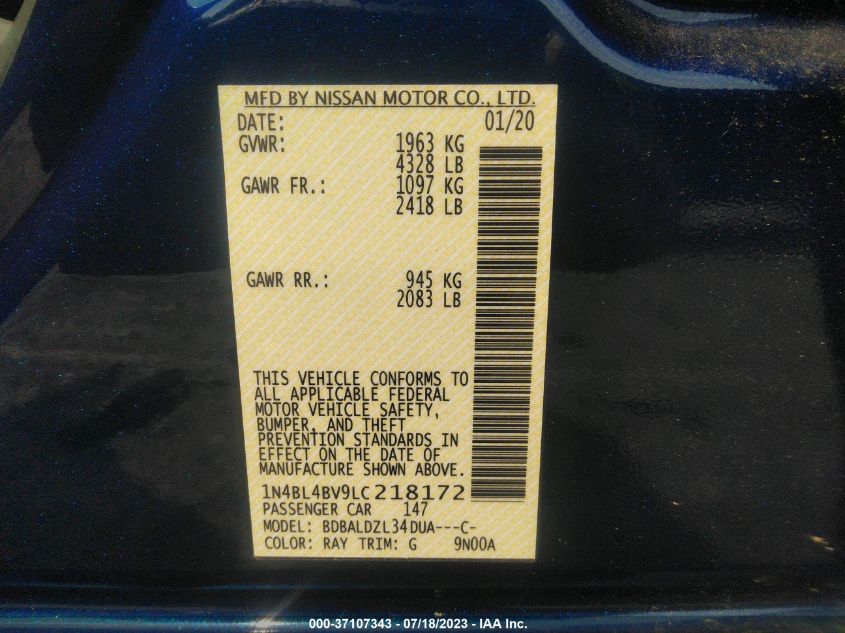 MFD BY NISSAN MOTOR CO., LTD.
DATE: 01/20
GVWR: 1963 KG
4328 LB
GAWR FR.: 1097 KG
2418 LB
GAWR RR.: 945 KG
2083 LB
THIS VEHICLE CONFORMS TO
ALL APPLICABLE FEDERAL
MOTOR VEHICLE SAFETY,
BUMPER, AND THEFT
PREVENTION STANDARDS IN
EFFECT ON THE DATE OF
MANUFACTURE SHOWN ABOVE.
1N4BL4BV9LC218172
PASSENGER CAR 147
MODEL: BDBALDZL34DUA---C-
COLOR: RAY TRIM: G 9N00A
000-37107343 - 07/18/2023 - IAA Inc.